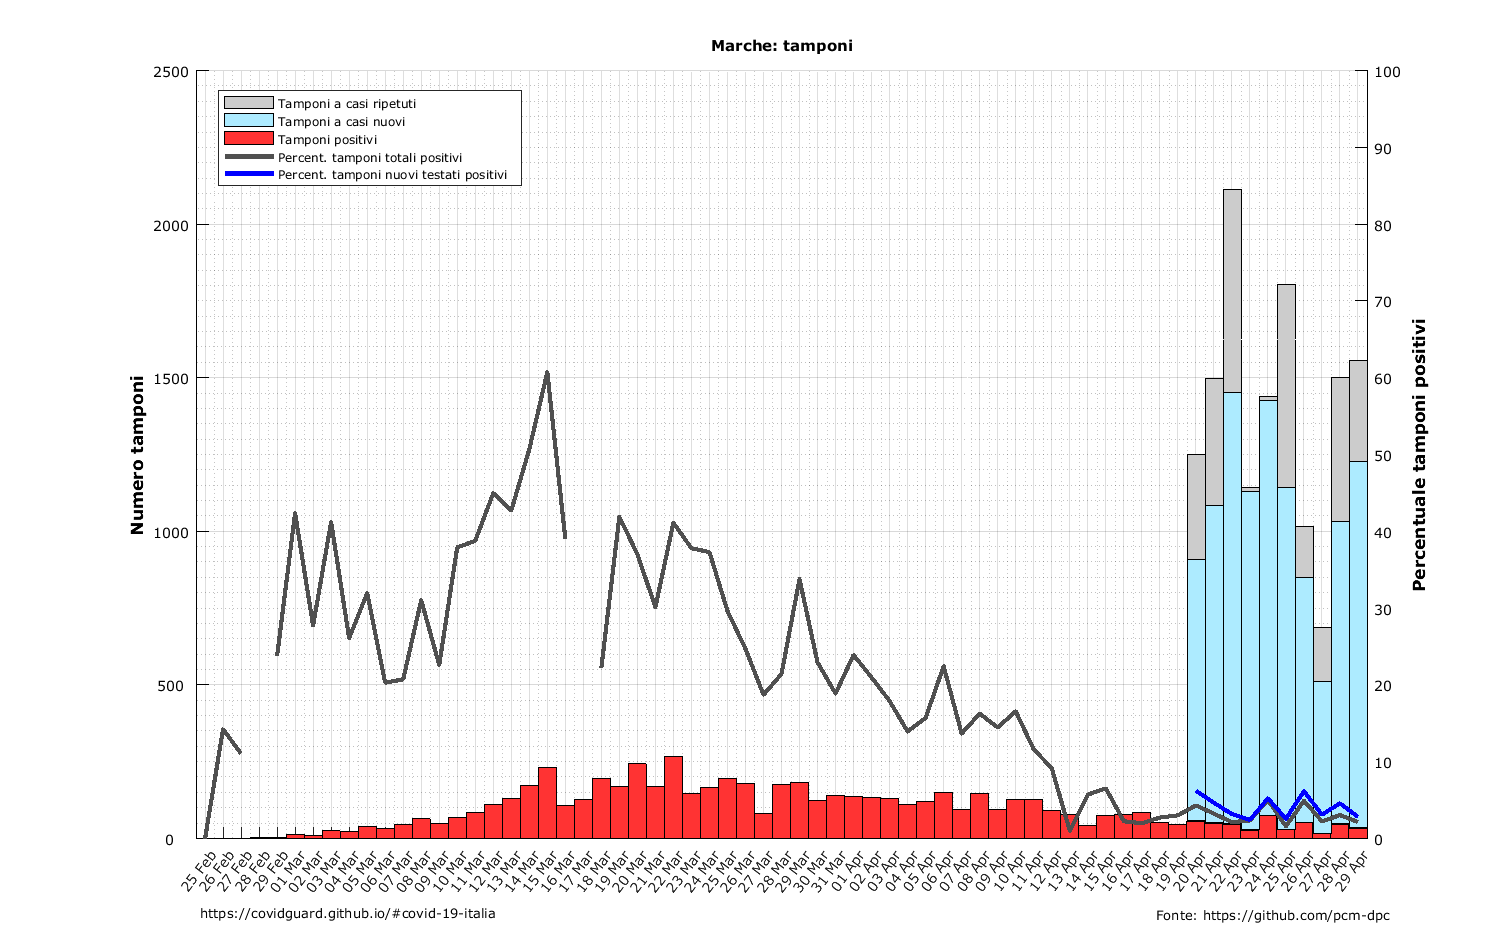 Marche: tamponi
2500
2000
1500
1000
500
0
Numero tamponi
Tamponi a casi ripetuti
Tamponi a casi nuovi
Tamponi positivi
Percent. tamponi totali positivi
Percent. tamponi nuovi testati positivi
100
90
80
70
60
50
40
30
20
10
0
Percentuale tamponi positivi
25 Feb
26 Feb
27 Feb
28 Feb
29 Feb
01 Mar
02 Mar
03 Mar
04 Mar
05 Mar
06 Mar
07 Mar
08 Mar
09 Mar
10 Mar
11 Mar
12 Mar
13 Mar
14 Mar
15 Mar
16 Mar
17 Mar
18 Mar
19 Mar
20 Mar
21 Mar
22 Mar
23 Mar
24 Mar
25 Mar
26 Mar
27 Mar
28 Mar
29 Mar
30 Mar
31 Mar
01 Apr
02 Apr
03 Apr
04 Apr
05 Apr
06 Apr
07 Apr
08 Apr
09 Apr
10 Apr
11 Apr
12 Apr
13 Apr
14 Apr
15 Apr
16 Apr
17 Apr
18 Apr
19 Apr
20 Apr
21 Apr
22 Apr
23 Apr
24 Apr
25 Apr
26 Apr
27 Apr
28 Apr
29 Apr
https://covidguard.github.io/#covid-19-italia
Fonte: https://github.com/pcm-dpc